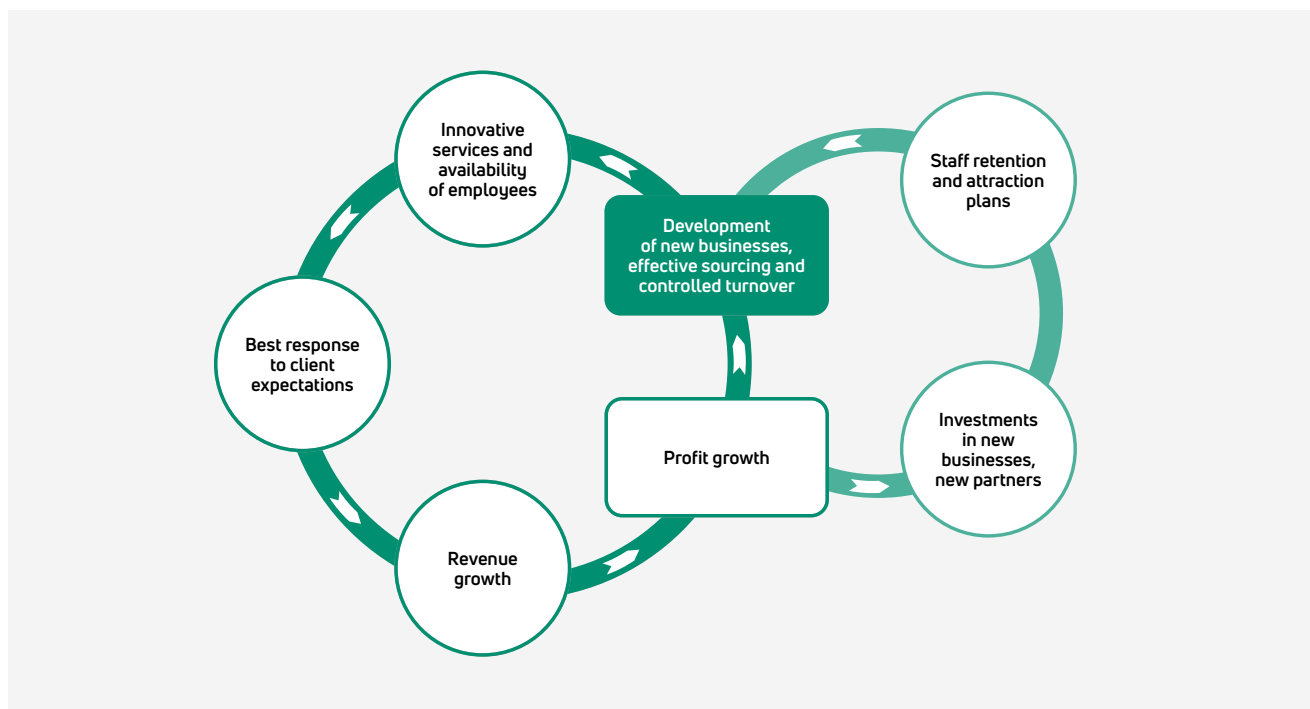 Innovative
services and
availability
of employees
Staff retention
and attraction
plans
Development
of new businesses,
effective sourcing and
controlled turnover
Best response
to client
expectations
Profit growth
Investments
in new
businesses,
new partners
Revenue
growth